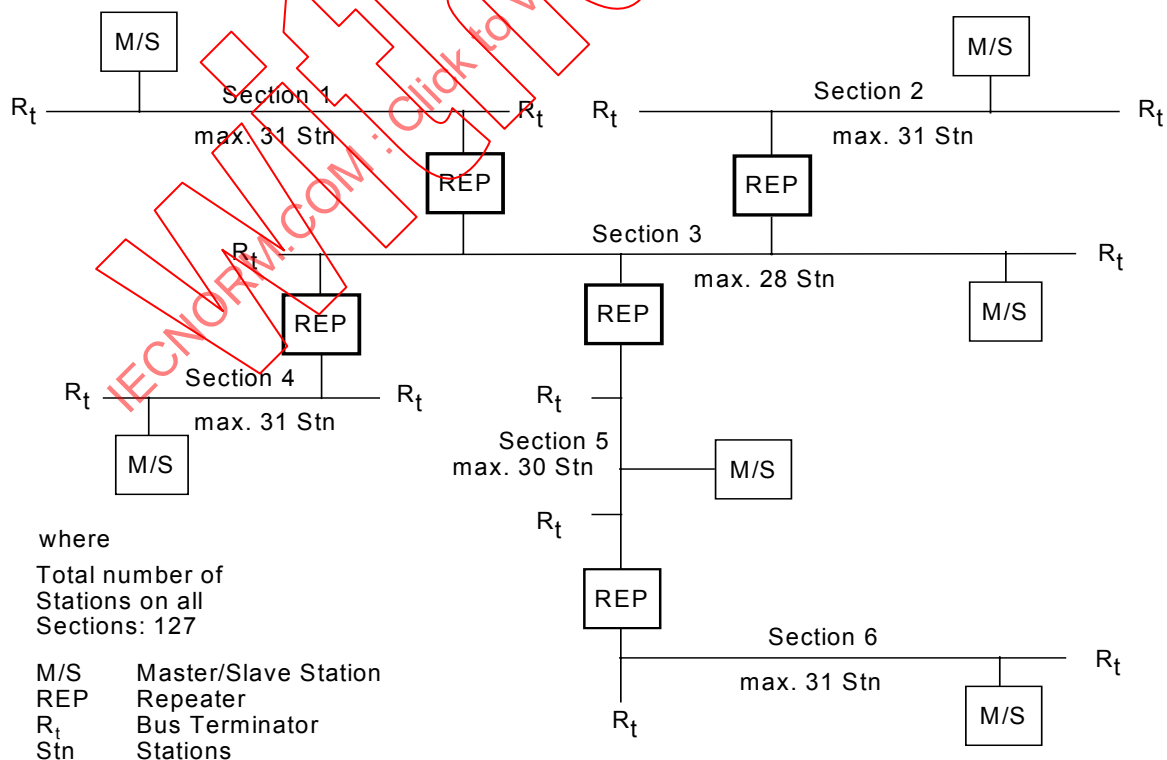 M/S
M/S
Rt
Section 1
Rt
Rt
Section 2
Rt
max. 31 Stn
max. 31 Stn
REP
REP
Section 3
Rt
Rt
max. 28 Stn
REP
REP
M/S
Section 4
Rt
Rt
Rt
max. 31 Stn
Section 5
max. 30 Stn
M/S
M/S
Rt
where
Total number of
Stations on all
Sections: 127
REP
Section 6
Rt
max. 31 Stn
M/S
Rt
M/S Master/Slave Station
REP Repeater
Rt Bus Terminator
Stn Stations
IECNORM.COM : Click to